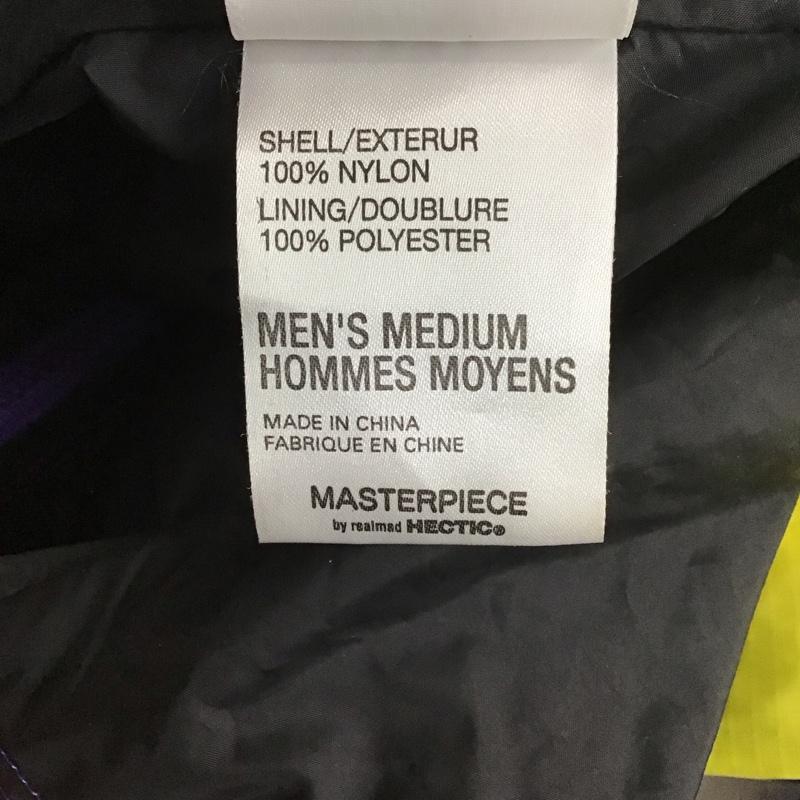 SHELL/EXTERUR
100% NYLON
LINING/DOUBLURE
100% POLYESTER
MEN'S MEDIUM
HOMMES MOYENS
MADE IN CHINA
FABRIQUE EN CHINE
MASTERPIECE
by realmad HECTIC®